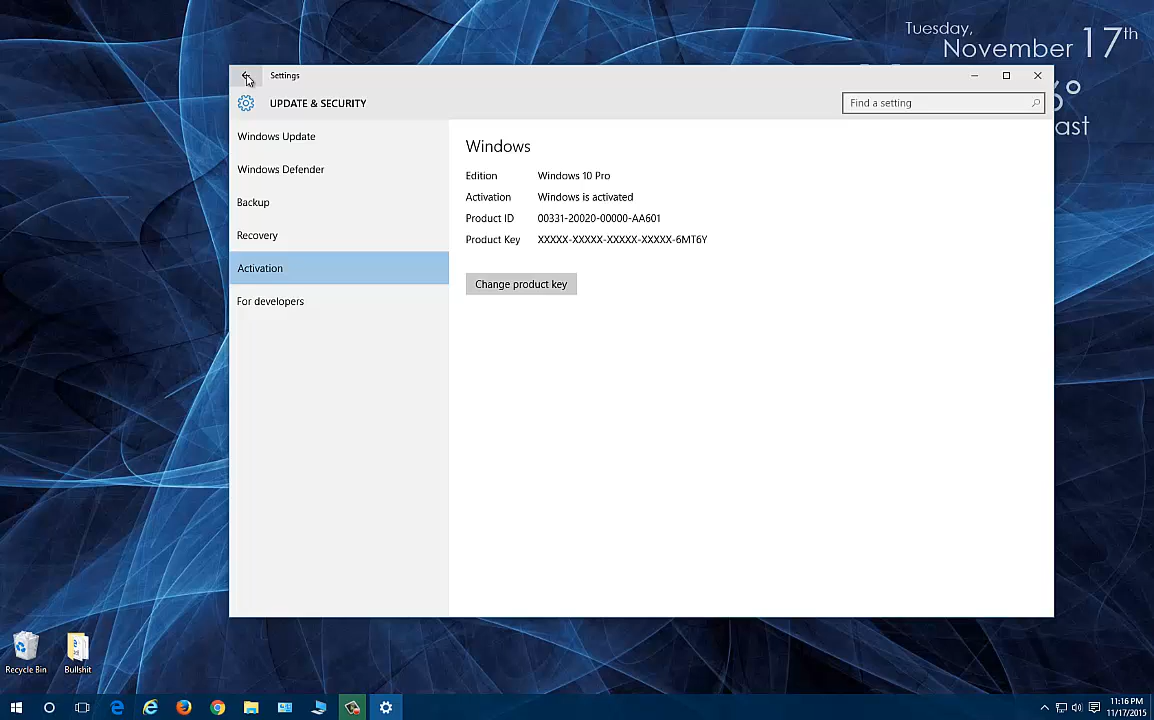 Tuesday,
November 17th
Settings
UPDATE & SECURITY
Find a setting
Windows Update
Windows Defender
Backup
Recovery
Activation
For developers
Windows
Edition Windows 10 Pro
Activation Windows is activated
Product ID 00331-20020-00000-AA601
Product Key XXXXX-XXXXX-XXXXX-XXXXX-6MT6Y
Change product key
Recycle Bin
Bullshit
11:16 PM
11/17/2015